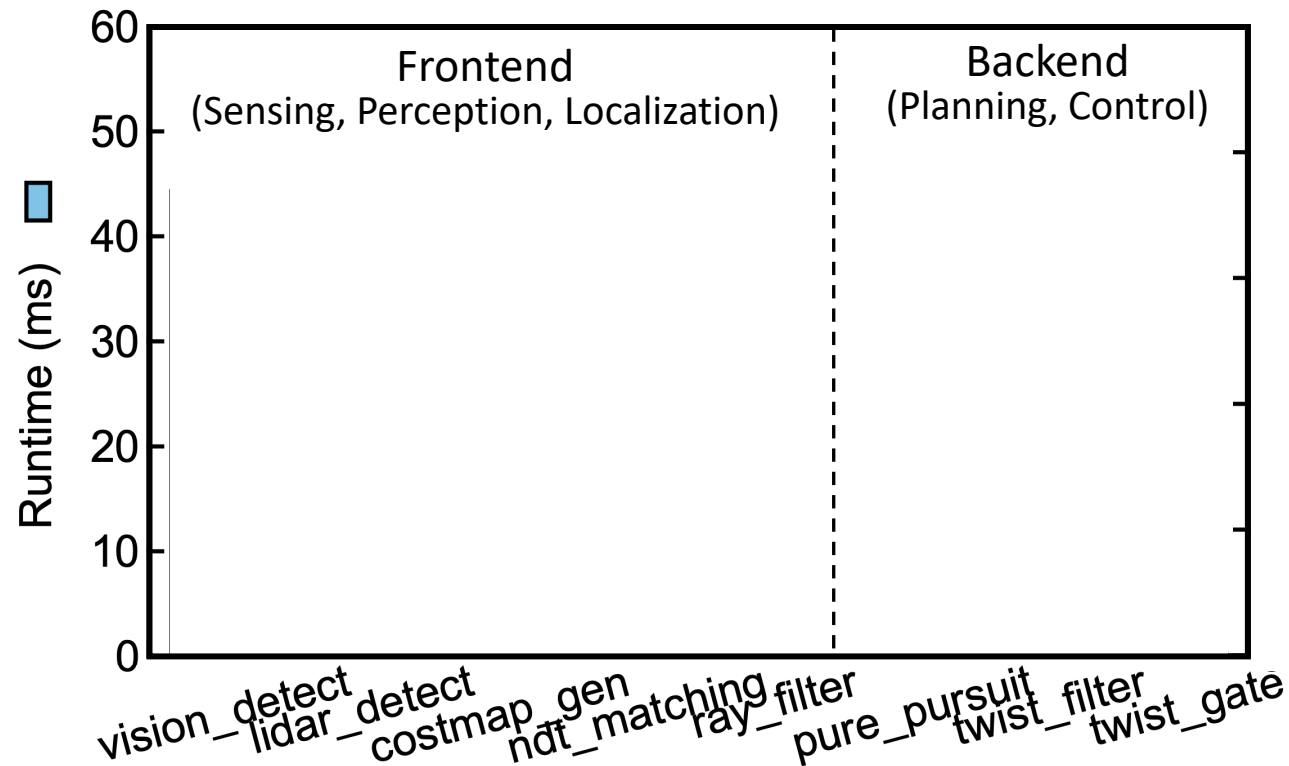 60
50
40
30
20
10
0
Runtime (ms)
Frontend
(Sensing, Perception, Localization)
Backend
(Planning, Control)
vision_detect
lidar_detect
costmap_gen
ndt_matching
ray_filter
pure_pursuit
twist_filter
twist_gate